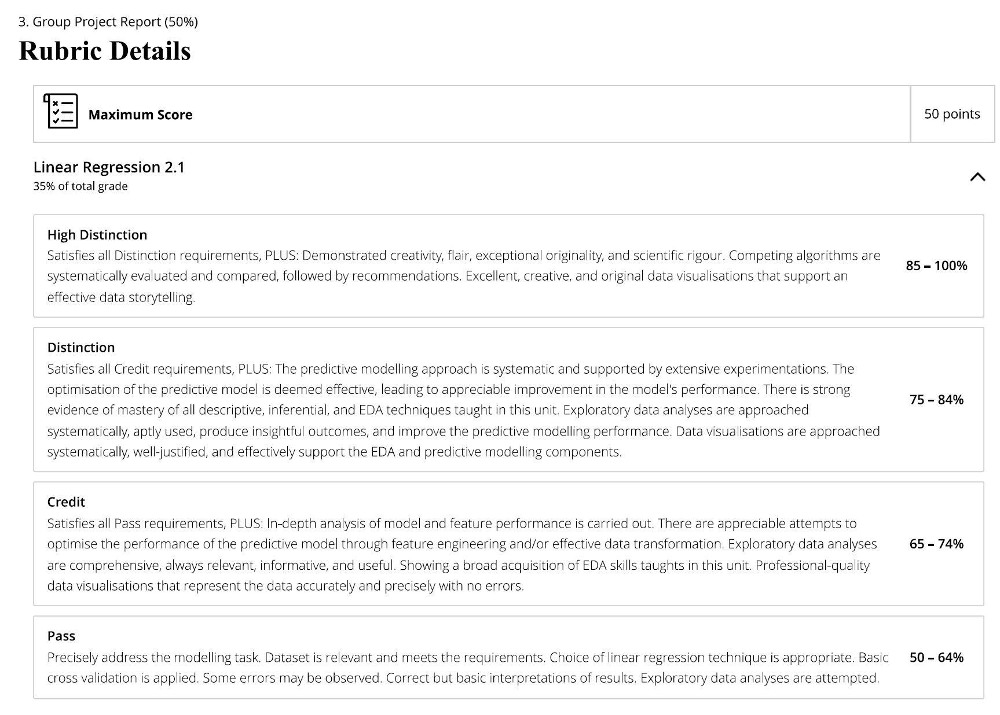 3. Group Project Report (50%)
Rubric Details
Maximum Score
50 points
Linear Regression 2.1
35% of total grade
High Distinction
Satisfies all Distinction requirements, PLUS: Demonstrated creativity, flair, exceptional originality, and scientific rigour. Competing algorithms are
systematically evaluated and compared, followed by recommendations. Excellent, creative, and original data visualisations that support an
effective data storytelling.
85 – 100%
Distinction
Satisfies all Credit requirements, PLUS: The predictive modelling approach is systematic and supported by extensive experimentations. The
optimisation of the predictive model is deemed effective, leading to appreciable improvement in the model's performance. There is strong
evidence of mastery of all descriptive, inferential, and EDA techniques taught in this unit. Exploratory data analyses are approached
systematically, aptly used, produce insightful outcomes, and improve the predictive modelling performance. Data visualisations are approached
systematically, well-justified, and effectively support the EDA and predictive modelling components.
75 – 84%
Credit
Satisfies all Pass requirements, PLUS: In-depth analysis of model and feature performance is carried out. There are appreciable attempts to
optimise the performance of the predictive model through feature engineering and/or effective data transformation. Exploratory data analyses
are comprehensive, always relevant, informative, and useful. Showing a broad acquisition of EDA skills taughts in this unit. Professional-quality
data visualisations that represent the data accurately and precisely with no errors.
65 – 74%
Pass
Precisely address the modelling task. Dataset is relevant and meets the requirements. Choice of linear regression technique is appropriate. Basic
cross validation is applied. Some errors may be observed. Correct but basic interpretations of results. Exploratory data analyses are attempted.
50 – 64%